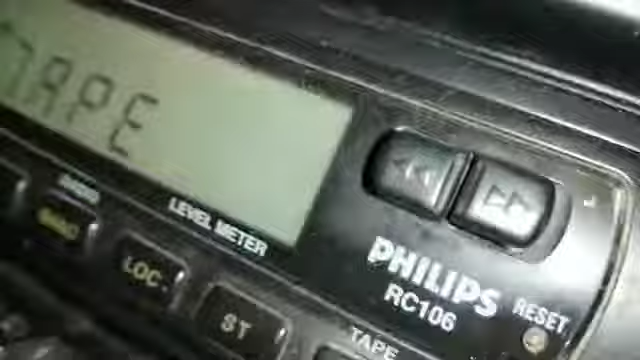 TAPE
LEVEL METER
LOC
ST
PHILIPS
RC106
RESET
TAPE